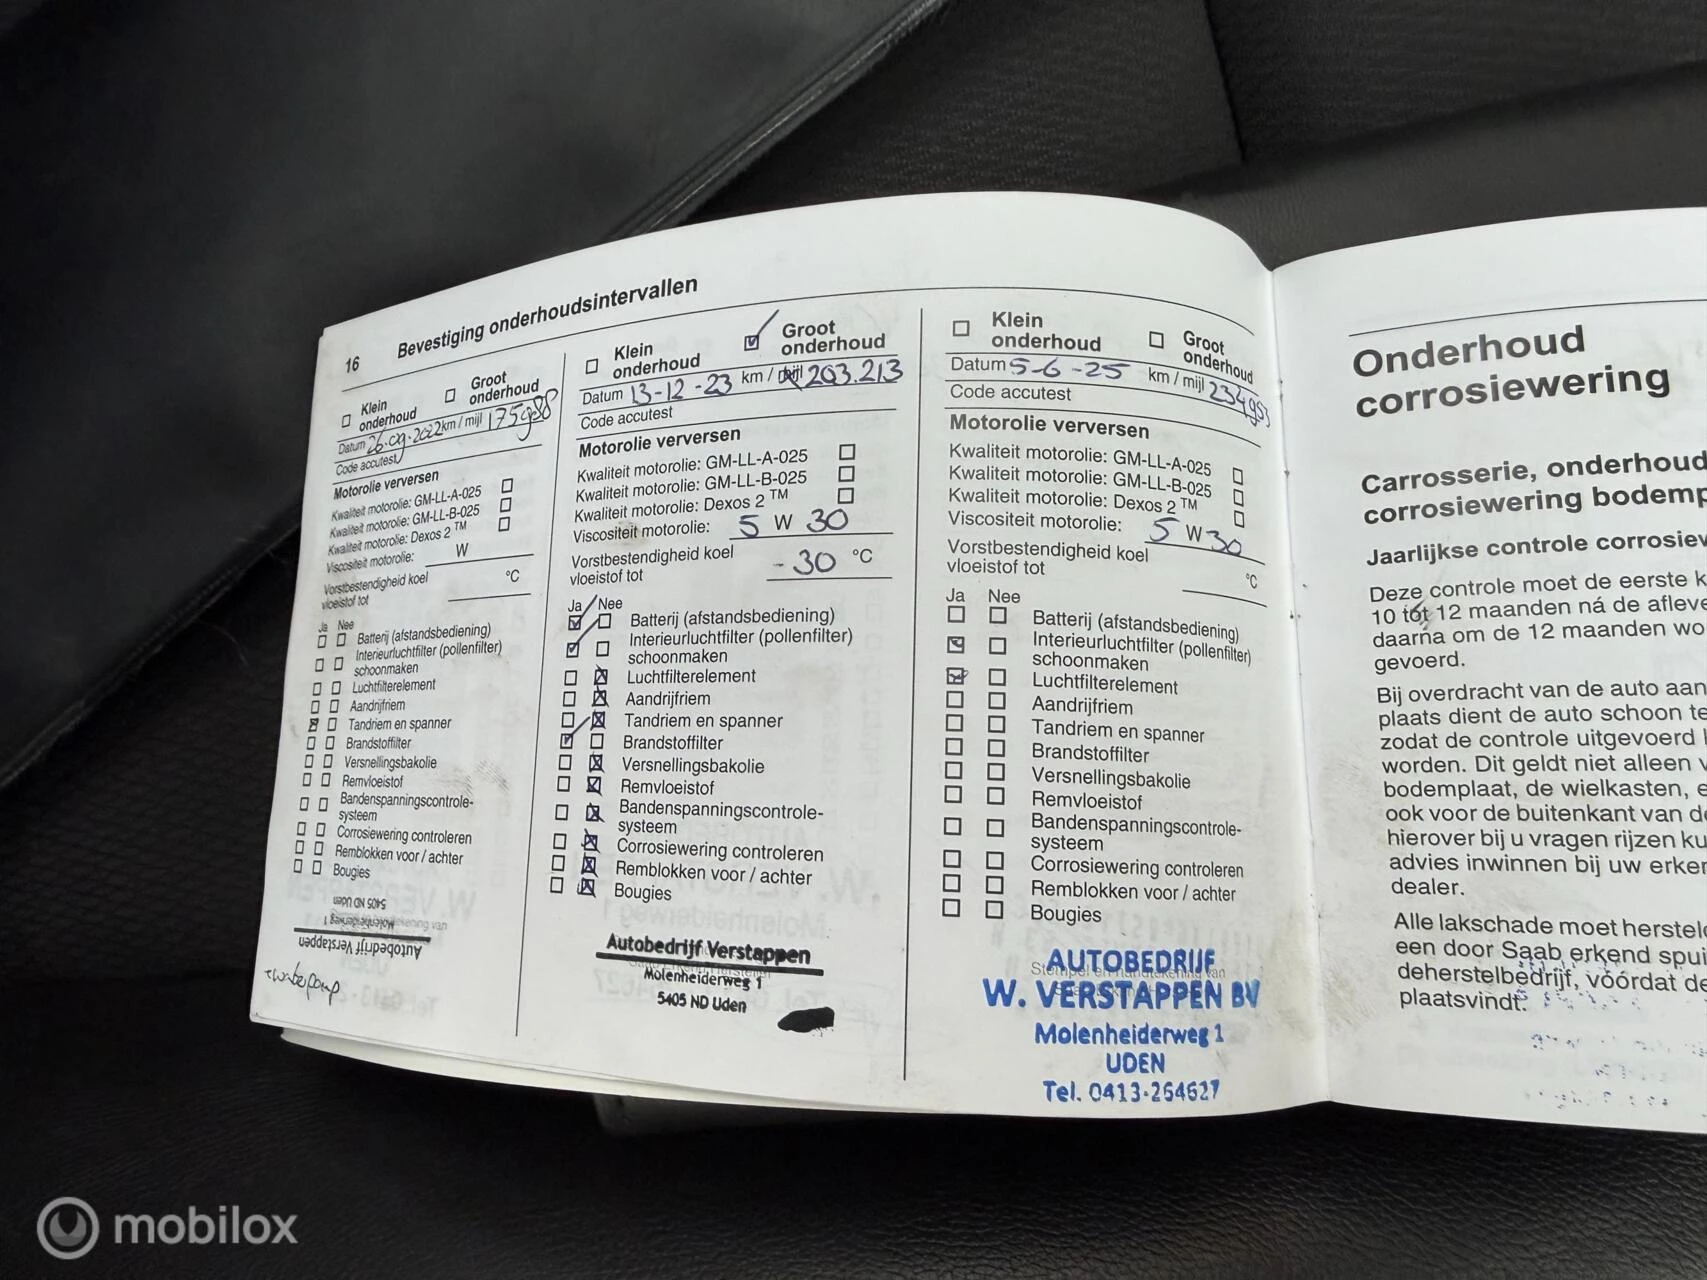 16 Bevestiging onderhoudsintervallen
Klein
onderhoud
Groot
onderhoud
Datum 26.09.2022 km / mijl 175988
Code accutest
Motorolie verversen
Kwaliteit motorolie: GM-LL-A-025
Kwaliteit motorolie: GM-LL-B-025
Kwaliteit motorolie: Dexos 2 TM
Viscositeit motorolie: W
Vorstbestendigheid koel
vloeistof tot °C
Ja Nee
Batterij (afstandsbediening)
Interieurluchtfilter (pollenfilter)
schoonmaken
Luchtfilterelement
Aandrijfriem
Tandriem en spanner
Brandstoffilter
Versnellingsbakolie
Remvloeistof
Bandenspanningscontrole-
systeem
Corrosiewering controleren
Remblokken voor / achter
Bougies
Autobedrijf Verstappen
Molenheiderweg 1
5405 ND Uden
+waterpomp
Klein
onderhoud
Groot
onderhoud
Datum 13-12-23 km / mijl 203.213
Code accutest
Motorolie verversen
Kwaliteit motorolie: GM-LL-A-025
Kwaliteit motorolie: GM-LL-B-025
Kwaliteit motorolie: Dexos 2 TM
Viscositeit motorolie: 5 W 30
Vorstbestendigheid koel
vloeistof tot -30 °C
Ja Nee
Batterij (afstandsbediening)
Interieurluchtfilter (pollenfilter)
schoonmaken
Luchtfilterelement
Aandrijfriem
Tandriem en spanner
Brandstoffilter
Versnellingsbakolie
Remvloeistof
Bandenspanningscontrole-
systeem
Corrosiewering controleren
Remblokken voor / achter
Bougies
Autobedrijf Verstappen
Molenheiderweg 1
5405 ND Uden
Klein
onderhoud
Groot
onderhoud
Datum 5-6-25 km / mijl 234953
Code accutest
Motorolie verversen
Kwaliteit motorolie: GM-LL-A-025
Kwaliteit motorolie: GM-LL-B-025
Kwaliteit motorolie: Dexos 2 TM
Viscositeit motorolie: 5 W 30
Vorstbestendigheid koel
vloeistof tot °C
Ja Nee
Batterij (afstandsbediening)
Interieurluchtfilter (pollenfilter)
schoonmaken
Luchtfilterelement
Aandrijfriem
Tandriem en spanner
Brandstoffilter
Versnellingsbakolie
Remvloeistof
Bandenspanningscontrole-
systeem
Corrosiewering controleren
Remblokken voor / achter
Bougies
Stempel en handtekening van
AUTOBEDRIJF
W. VERSTAPPEN BV
Molenheiderweg 1
UDEN
Tel. 0413-264627
Onderhoud
corrosiewering
Carrosserie, onderhoud
corrosiewering bodemp
Jaarlijkse controle corrosiew
Deze controle moet de eerste k
10 tot 12 maanden ná de afleve
daarna om de 12 maanden wo
gevoerd.
Bij overdracht van de auto aan
plaats dient de auto schoon te
zodat de controle uitgevoerd k
worden. Dit geldt niet alleen v
bodemplaat, de wielkasten, e
ook voor de buitenkant van de
hierover bij u vragen rijzen ku
advies inwinnen bij uw erker
dealer.
Alle lakschade moet herstelc
een door Saab erkend spui
deherstelbedrijf, vóórdat de
plaatsvindt.
mobilox